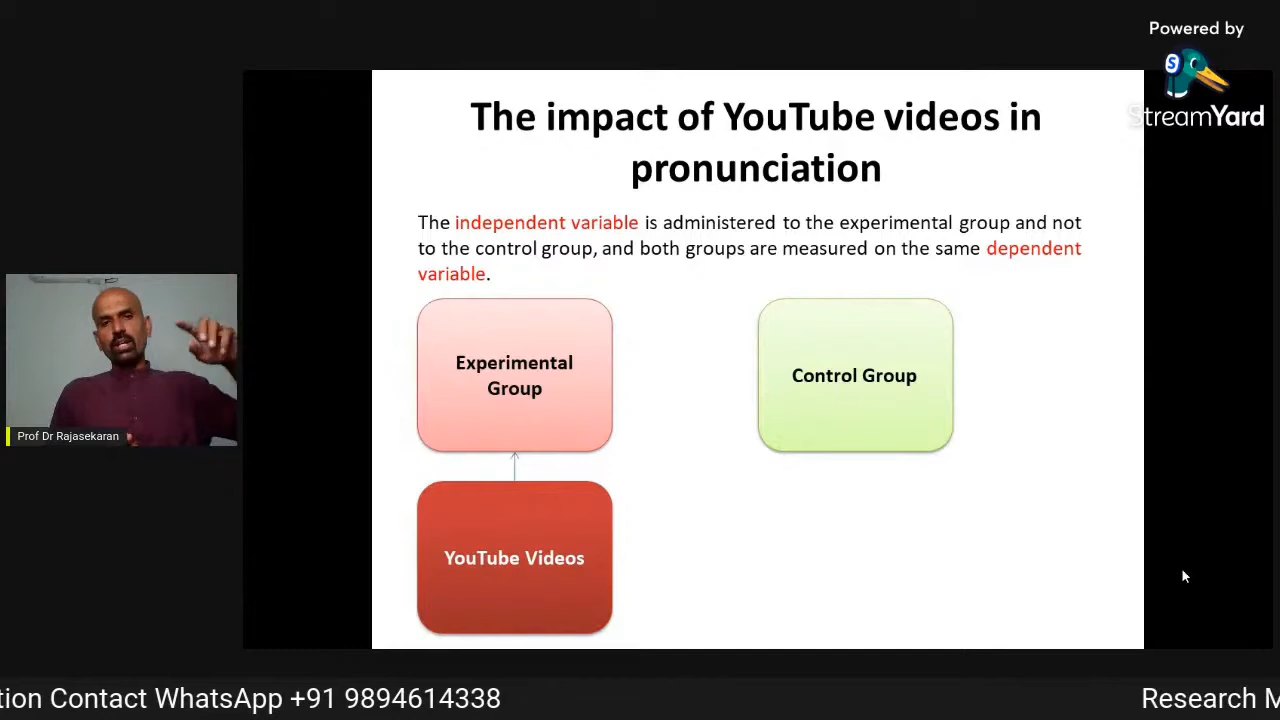 Powered by
S
StreamYard
The impact of YouTube videos in
pronunciation
The independent variable is administered to the experimental group and not
to the control group, and both groups are measured on the same dependent
variable.
Experimental
Group
Control Group
YouTube Videos
Prof Dr Rajasekaran
tion Contact WhatsApp +91 9894614338
Research M